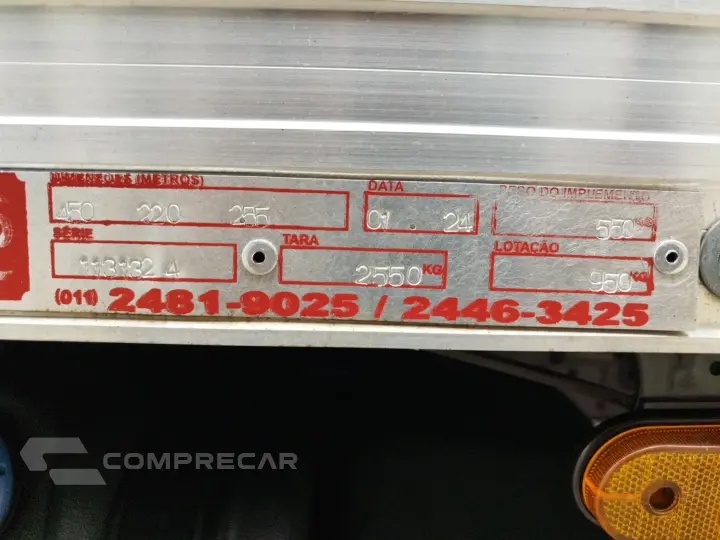 DIMENSÕES (METROS)
450 220 255
DATA
01 . 24
PESO DO IMPLEMENTO
550 KG
SÉRIE
TARA
2550 KG
LOTAÇÃO
950 KG
(011) 2481-9025 / 2446-3425
COMPRECAR